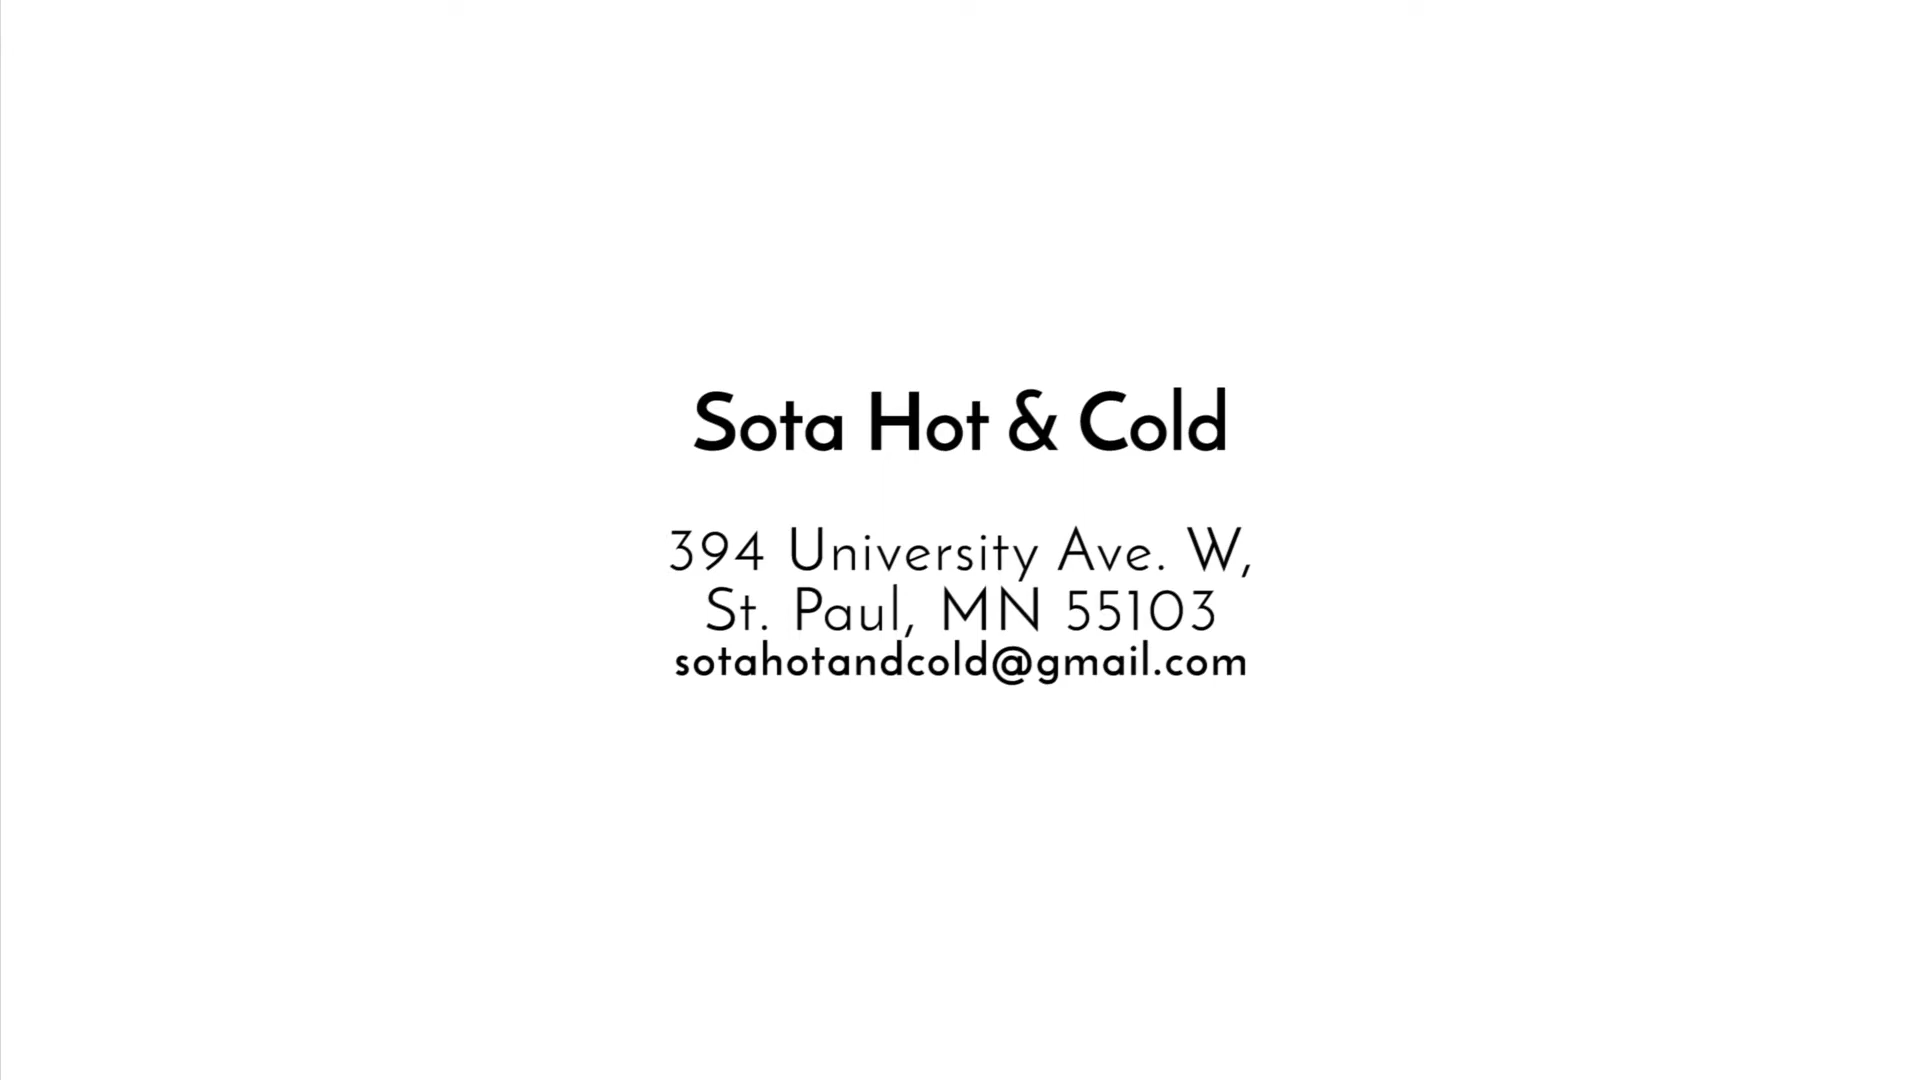 Sota Hot & Cold
394 University Ave. W,
St. Paul, MN 55103
sotahotandcold@gmail.com